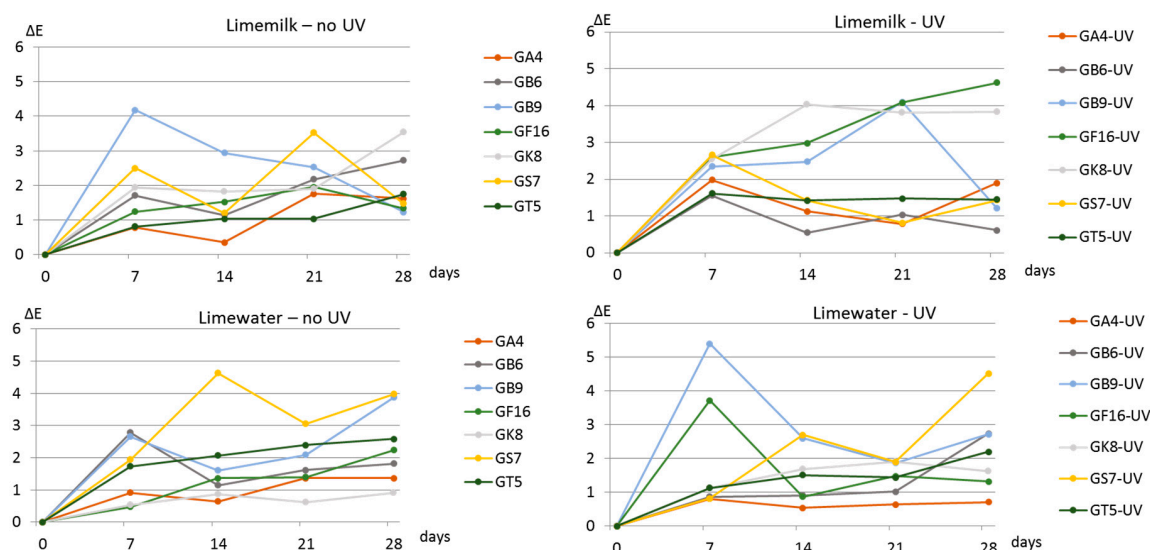 Limemilk – no UV
ΔE
6
5
4
3
2
1
0
0 7 14 21 28 days
GA4
GB6
GB9
GF16
GK8
GS7
GT5
Limemilk - UV
ΔE
6
5
4
3
2
1
0
0 7 14 21 28 days
GA4-UV
GB6-UV
GB9-UV
GF16-UV
GK8-UV
GS7-UV
GT5-UV
Limewater – no UV
ΔE
6
5
4
3
2
1
0
0 7 14 21 28 days
GA4
GB6
GB9
GF16
GK8
GS7
GT5
Limewater - UV
ΔE
6
5
4
3
2
1
0
0 7 14 21 28 days
GA4-UV
GB6-UV
GB9-UV
GF16-UV
GK8-UV
GS7-UV
GT5-UV